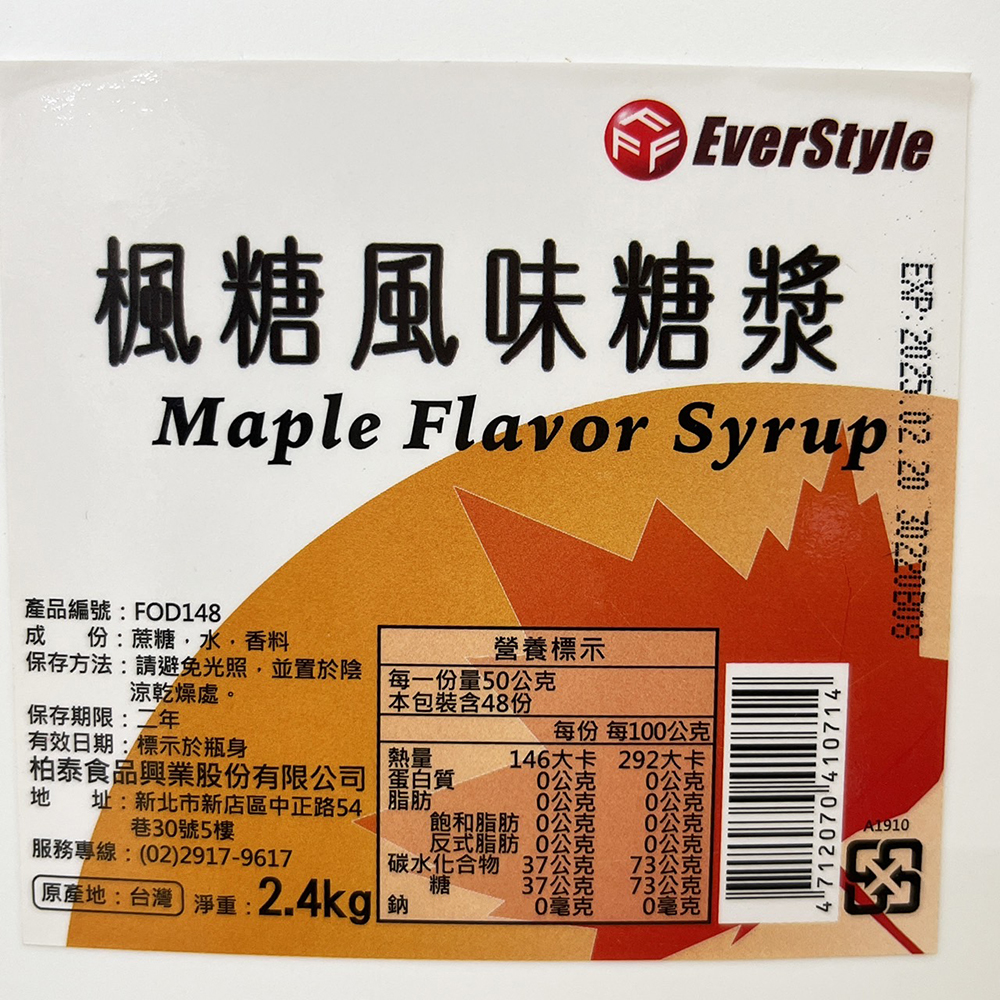 EverStyle
楓糖風味糖漿
Maple Flavor Syrup
EXP: 2025.02.20
產品編號：FOD148
成　　份：蔗糖．水．香料
保存方法：請避免光照，並置於陰
涼乾燥處。
保存期限：二年
有效日期：標示於瓶身
柏泰食品興業股份有限公司
地　　址：新北市新店區中正路54
巷30號5樓
服務專線：(02)2917-9617
原產地：台灣
淨重：2.4kg
營養標示
每一份量50公克
本包裝含48份
每份 每100公克
熱量 146大卡 292大卡
蛋白質 0公克 0公克
脂肪 0公克 0公克
飽和脂肪 0公克 0公克
反式脂肪 0公克 0公克
碳水化合物 37公克 73公克
糖 37公克 73公克
鈉 0毫克 0毫克
4 712070 410714
A1910